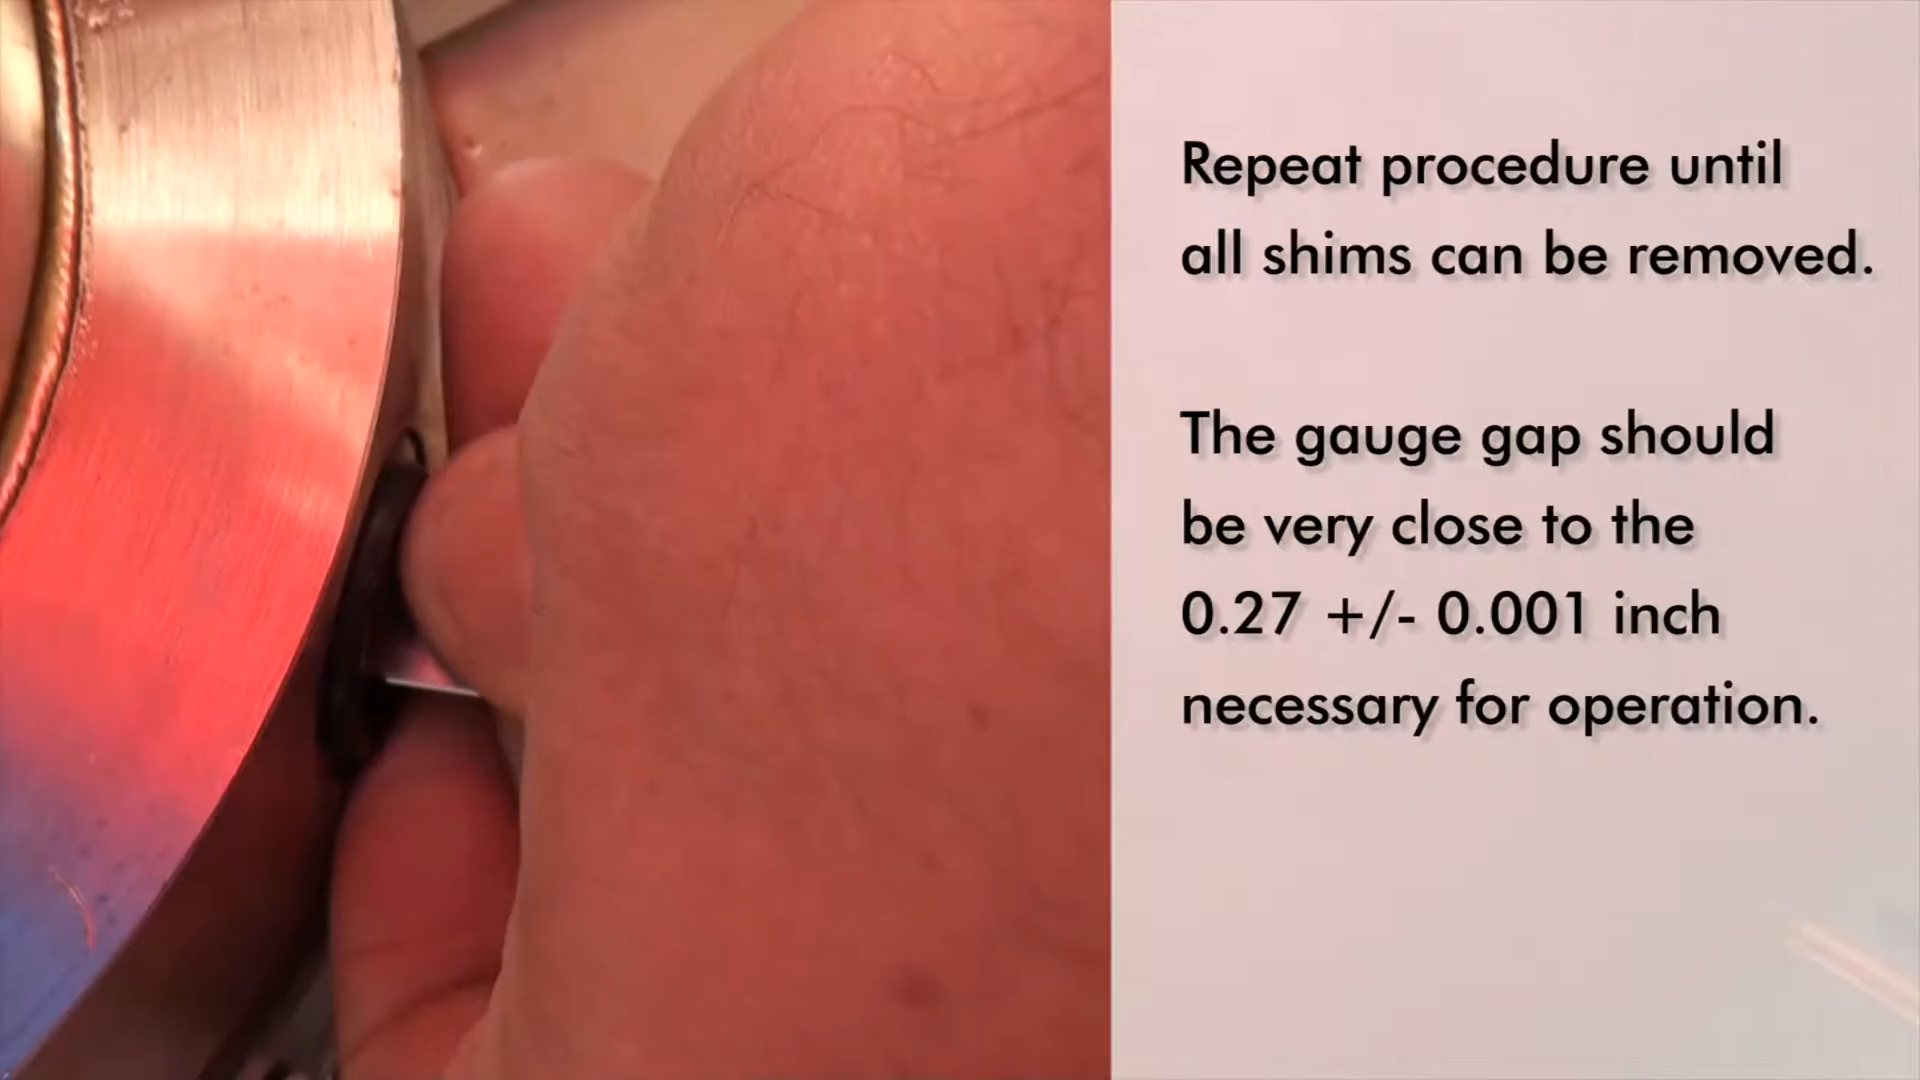 Repeat procedure until
all shims can be removed.
The gauge gap should
be very close to the
0.27 +/- 0.001 inch
necessary for operation.